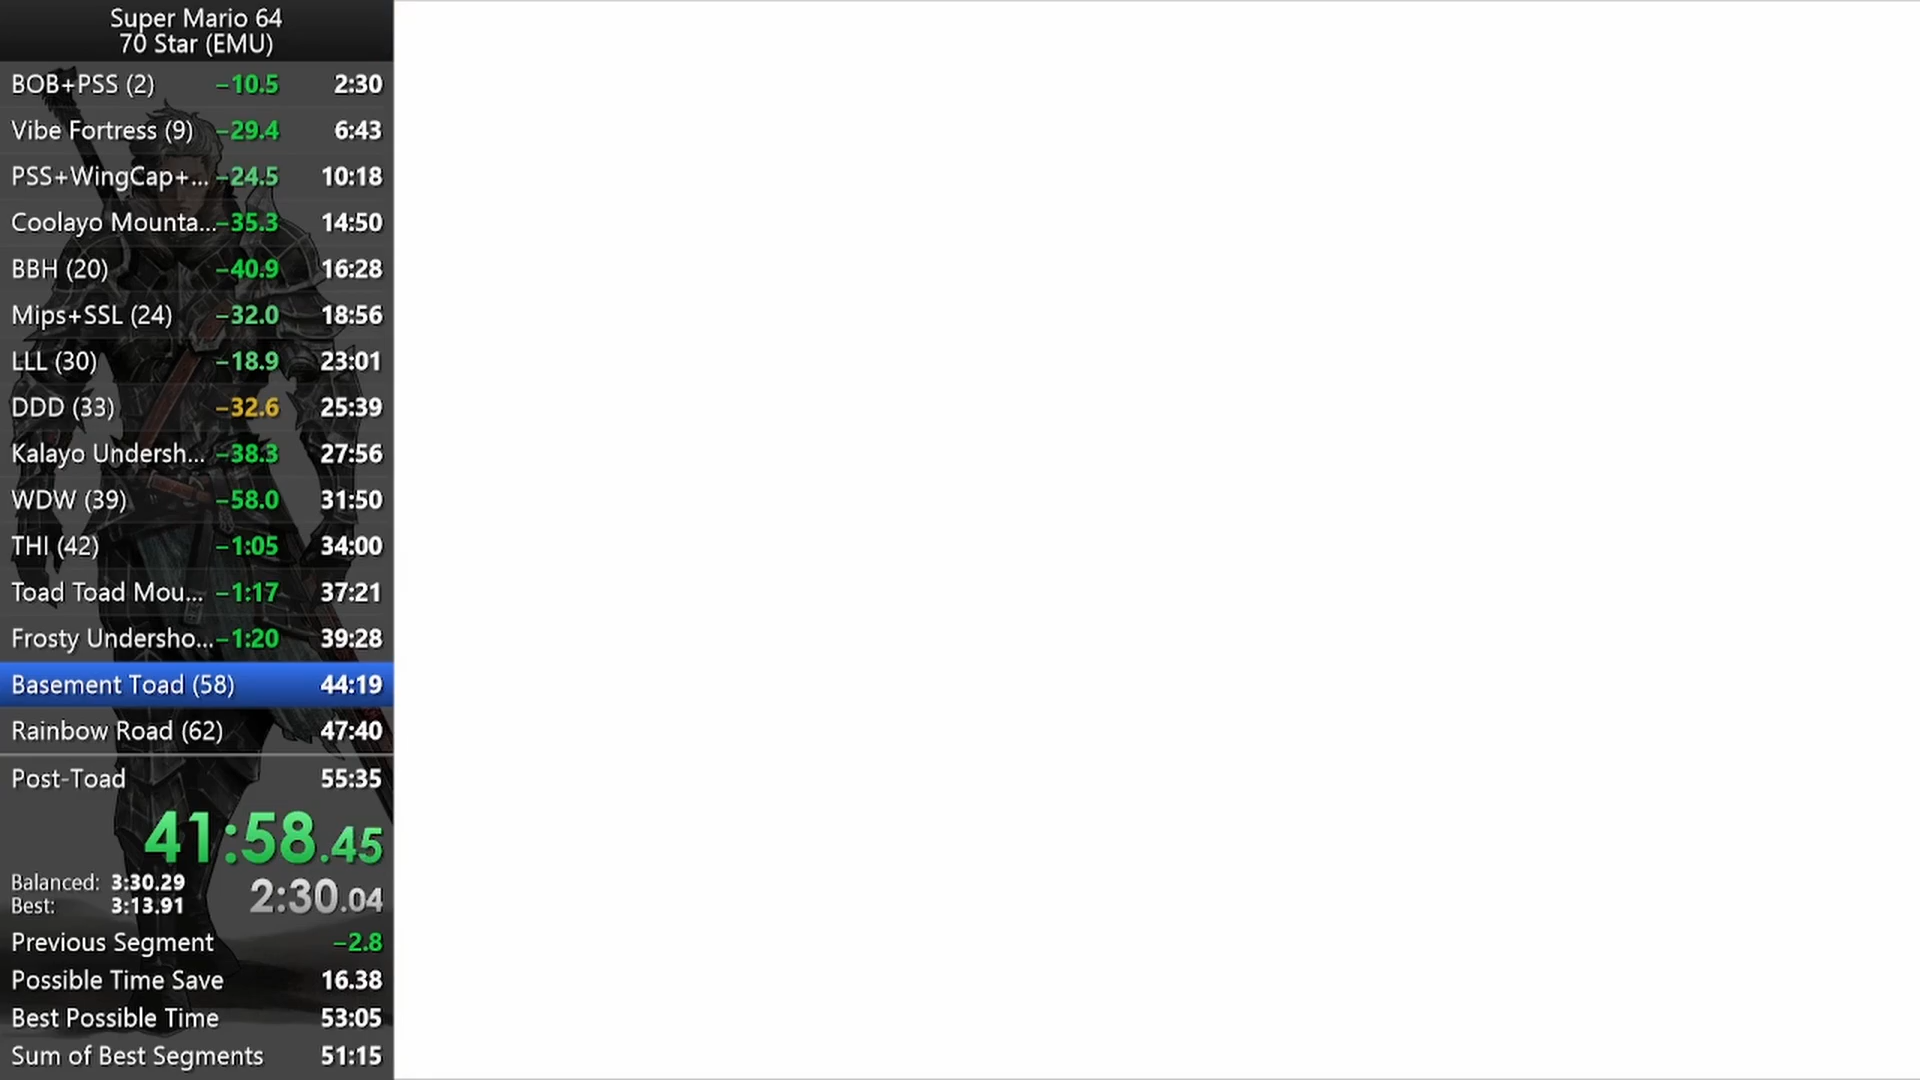 Super Mario 64
70 Star (EMU)
BOB+PSS (2) −10.5 2:30
Vibe Fortress (9) −29.4 6:43
PSS+WingCap+... −24.5 10:18
Coolayo Mounta... −35.3 14:50
BBH (20) −40.9 16:28
Mips+SSL (24) −32.0 18:56
LLL (30) −18.9 23:01
DDD (33) −32.6 25:39
Kalayo Undersh... −38.3 27:56
WDW (39) −58.0 31:50
THI (42) −1:05 34:00
Toad Toad Mou... −1:17 37:21
Frosty Undersho... −1:20 39:28
Basement Toad (58) 44:19
Rainbow Road (62) 47:40
Post-Toad 55:35
41:58.45
Balanced: 3:30.29 2:30.04
Best: 3:13.91
Previous Segment −2.8
Possible Time Save 16.38
Best Possible Time 53:05
Sum of Best Segments 51:15